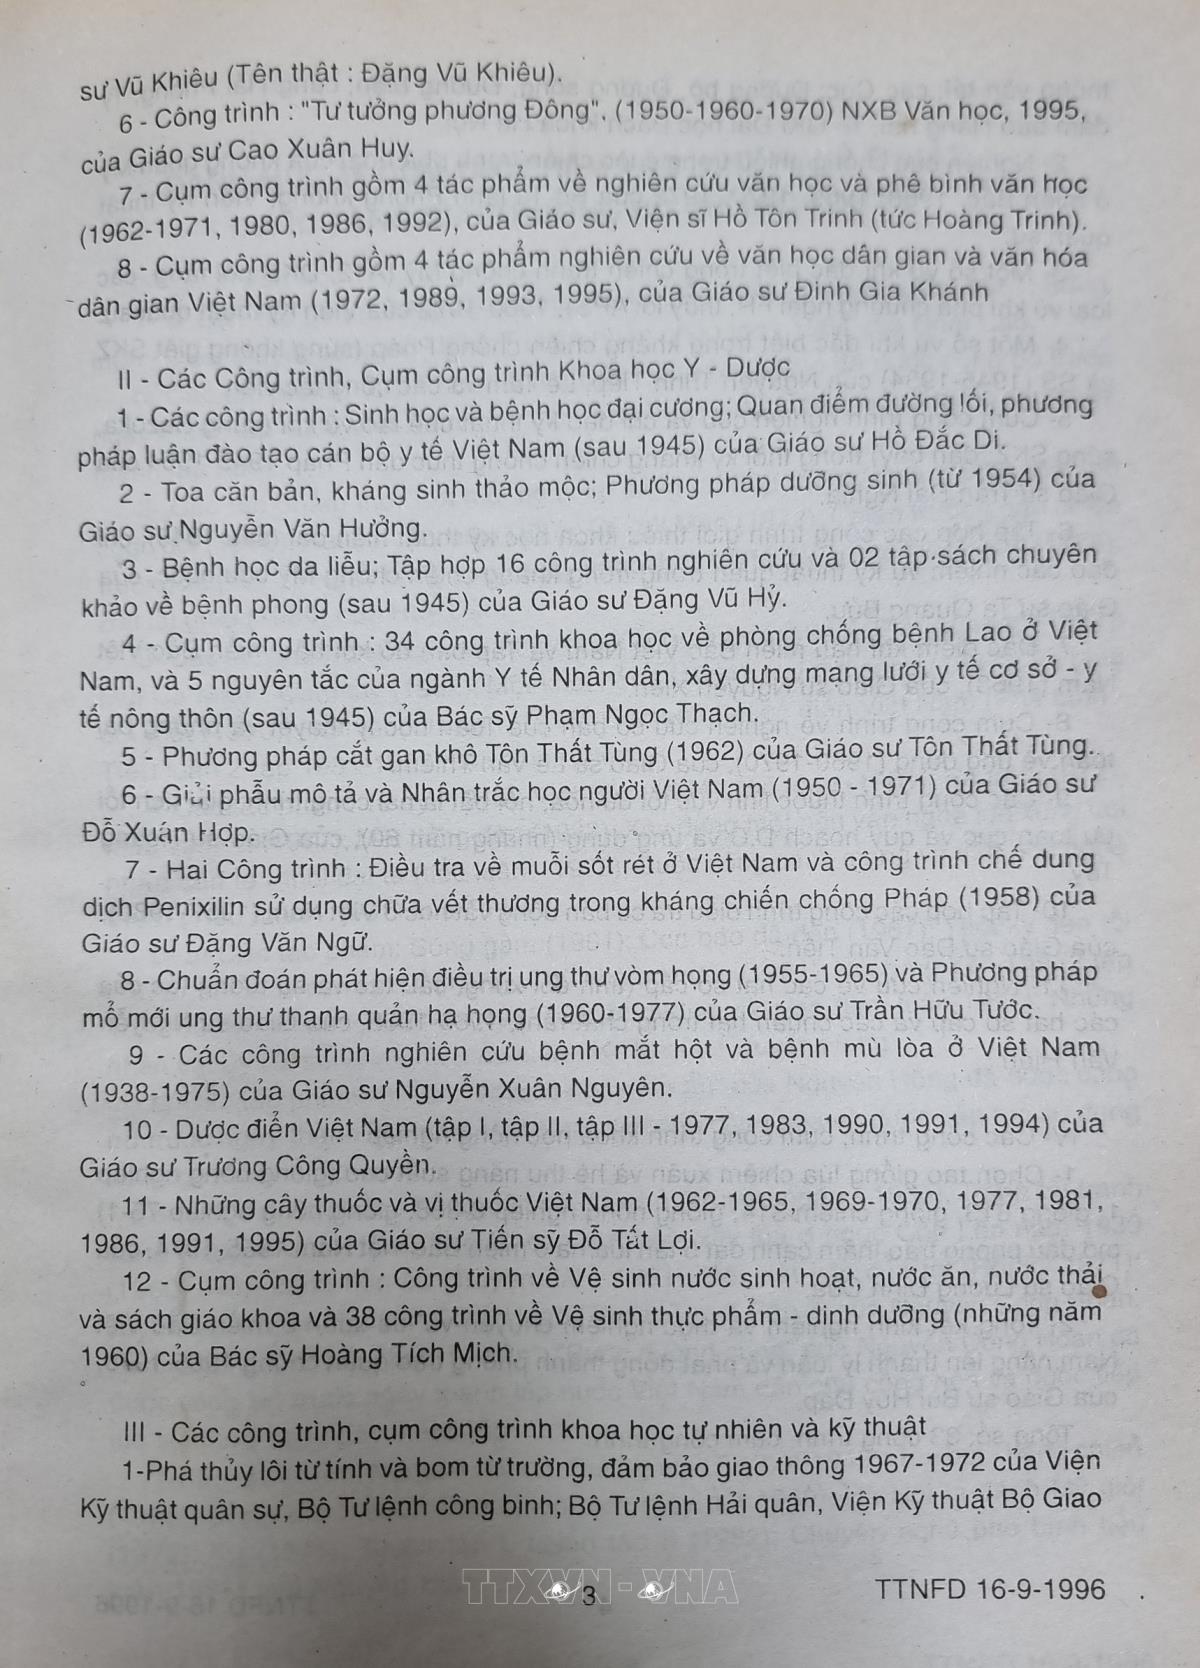 sư Vũ Khiêu (Tên thật : Đặng Vũ Khiêu).
6 - Công trình : "Tư tưởng phương Đông". (1950-1960-1970) NXB Văn học, 1995,
của Giáo sư Cao Xuân Huy.
7 - Cụm công trình gồm 4 tác phẩm về nghiên cứu văn học và phê bình văn học
(1962-1971, 1980, 1986, 1992), của Giáo sư, Viện sĩ Hồ Tôn Trinh (tức Hoàng Trinh).
8 - Cụm công trình gồm 4 tác phẩm nghiên cứu về văn học dân gian và văn hóa
dân gian Việt Nam (1972, 1989, 1993, 1995), của Giáo sư Đinh Gia Khánh
II - Các Công trình, Cụm công trình Khoa học Y - Dược
1 - Các công trình : Sinh học và bệnh học đại cương; Quan điểm đường lối, phương
pháp luận đào tạo cán bộ y tế Việt Nam (sau 1945) của Giáo sư Hồ Đắc Di.
2 - Toa căn bản, kháng sinh thảo mộc; Phương pháp dưỡng sinh (từ 1954) của
Giáo sư Nguyễn Văn Hưởng.
3 - Bệnh học da liễu; Tập hợp 16 công trình nghiên cứu và 02 tập sách chuyên
khảo về bệnh phong (sau 1945) của Giáo sư Đặng Vũ Hỷ.
4 - Cụm công trình : 34 công trình khoa học về phòng chống bệnh Lao ở Việt
Nam, và 5 nguyên tắc của ngành Y tế Nhân dân, xây dựng mạng lưới y tế cơ sở - y
tế nông thôn (sau 1945) của Bác sỹ Phạm Ngọc Thạch.
5 - Phương pháp cắt gan khô Tôn Thất Tùng (1962) của Giáo sư Tôn Thất Tùng.
6 - Giải phẫu mô tả và Nhân trắc học người Việt Nam (1950 - 1971) của Giáo sư
Đỗ Xuân Hợp.
7 - Hai Công trình : Điều tra về muỗi sốt rét ở Việt Nam và công trình chế dung
dịch Penixilin sử dụng chữa vết thương trong kháng chiến chống Pháp (1958) của
Giáo sư Đặng Văn Ngữ.
8 - Chuẩn đoán phát hiện điều trị ung thư vòm họng (1955-1965) và Phương pháp
mổ mới ung thư thanh quản hạ họng (1960-1977) của Giáo sư Trần Hữu Tước.
9 - Các công trình nghiên cứu bệnh mắt hột và bệnh mù lòa ở Việt Nam
(1938-1975) của Giáo sư Nguyễn Xuân Nguyên.
10 - Dược điển Việt Nam (tập I, tập II, tập III - 1977, 1983, 1990, 1991, 1994) của
Giáo sư Trương Công Quyền.
11 - Những cây thuốc và vị thuốc Việt Nam (1962-1965, 1969-1970, 1977, 1981,
1986, 1991, 1995) của Giáo sư Tiến sỹ Đỗ Tất Lợi.
12 - Cụm công trình : Công trình về Vệ sinh nước sinh hoạt, nước ăn, nước thải
và sách giáo khoa và 38 công trình về Vệ sinh thực phẩm - dinh dưỡng (những năm
1960) của Bác sỹ Hoàng Tích Mịch.
III - Các công trình, cụm công trình khoa học tự nhiên và kỹ thuật
1-Phá thủy lôi từ tính và bom từ trường, đảm bảo giao thông 1967-1972 của Viện
Kỹ thuật quân sự, Bộ Tư lệnh công binh; Bộ Tư lệnh Hải quân, Viện Kỹ thuật Bộ Giao
TTXVN - VNA
3
TTNFD 16-9-1996